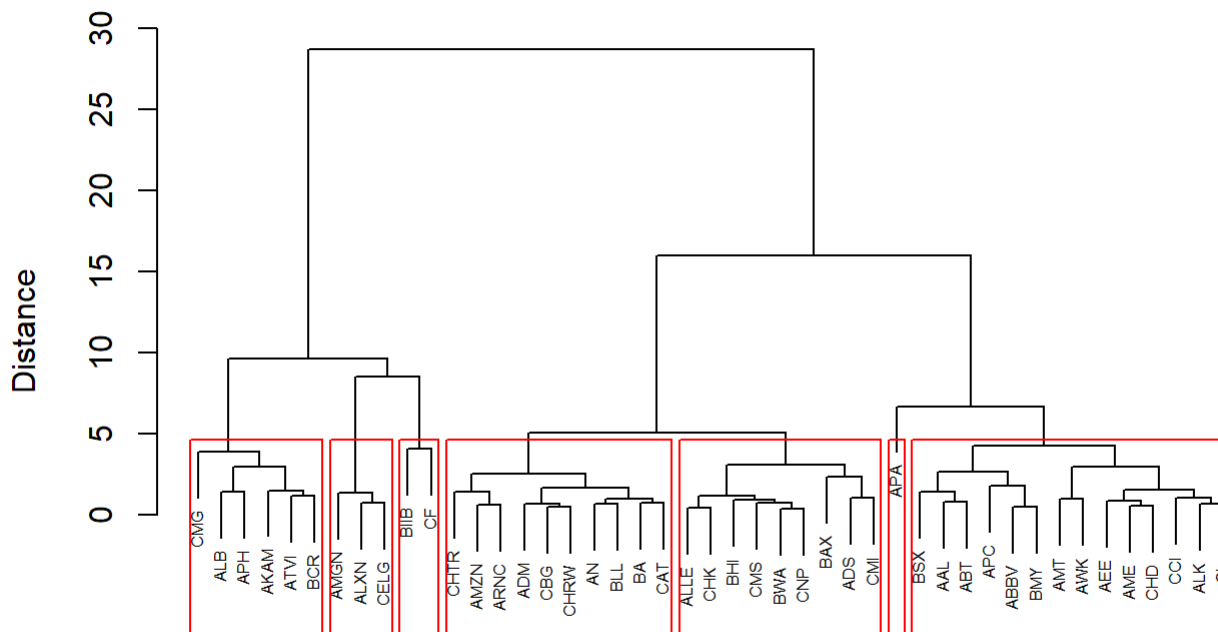 Distance
30
25
20
15
10
5
0
CMG
ALB
APH
AKAM
ATVI
BCR
AMGN
ALXN
CELG
BIIB
CF
CHTR
AMZN
ARNC
ADM
CBG
CHRW
AN
BLL
BA
CAT
ALLE
CHK
BHI
CMS
BWA
CNP
BAX
ADS
CMI
APA
BSX
AAL
ABT
APC
ABBV
BMY
AMT
AWK
AEE
AME
CHD
CCI
ALK